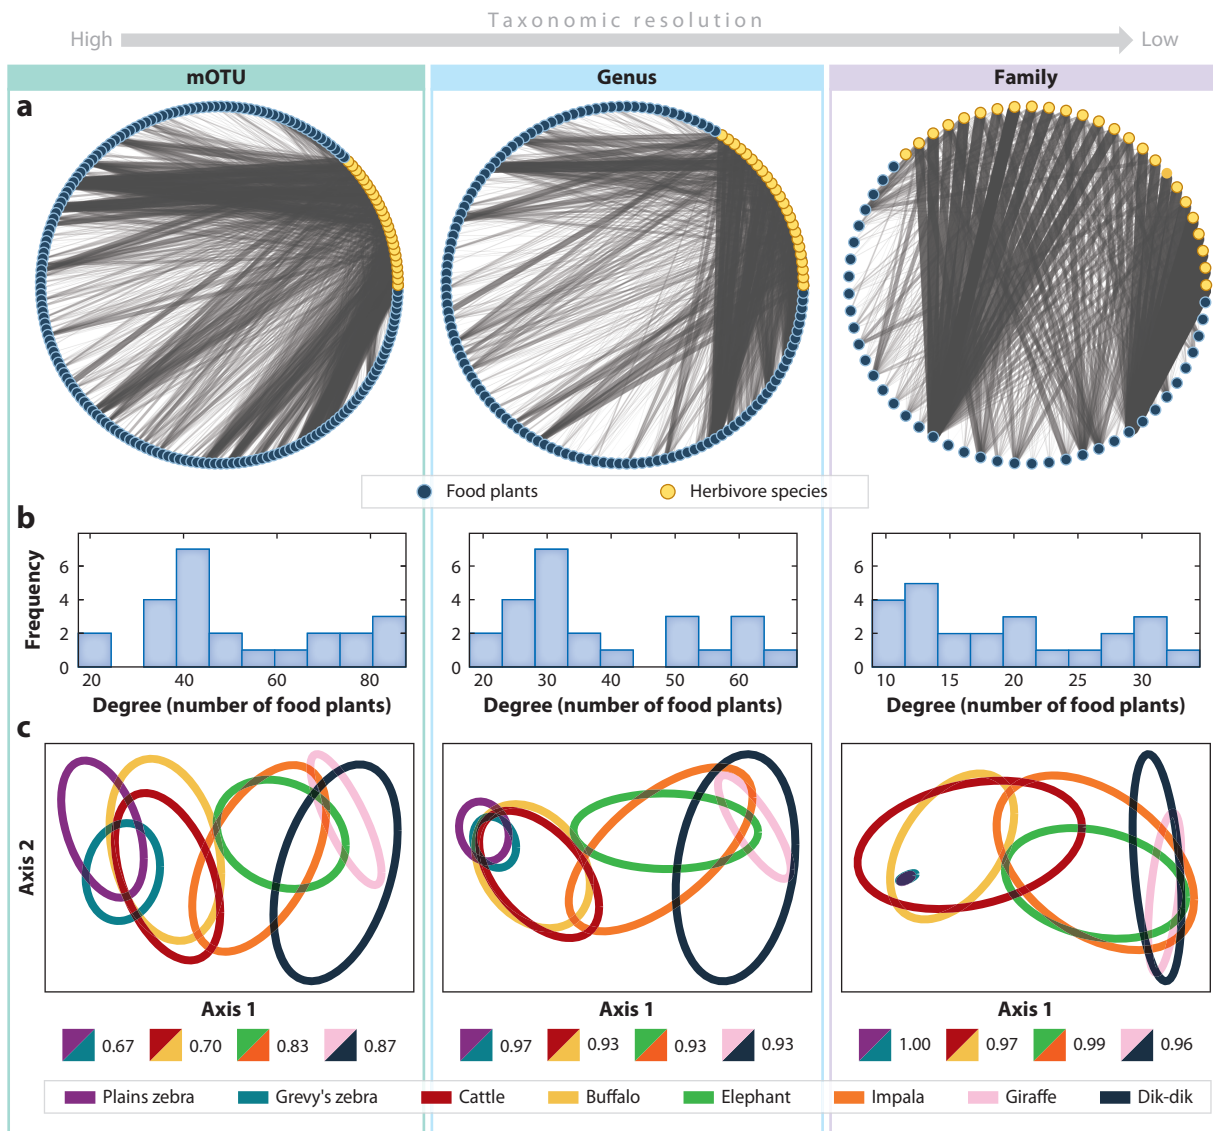 Taxonomic resolution
High Low
mOTU Genus Family
a
Food plants Herbivore species
b
Frequency
6 6 6
4 4 4
2 2 2
0 0 0
20 40 60 80 20 30 40 50 60 10 15 20 25 30
Degree (number of food plants) Degree (number of food plants) Degree (number of food plants)
c
Axis 2
Axis 1 Axis 1 Axis 1
0.67 0.70 0.83 0.87 0.97 0.93 0.93 0.93 1.00 0.97 0.99 0.96
Plains zebra Grevy's zebra Cattle Buffalo Elephant Impala Giraffe Dik-dik